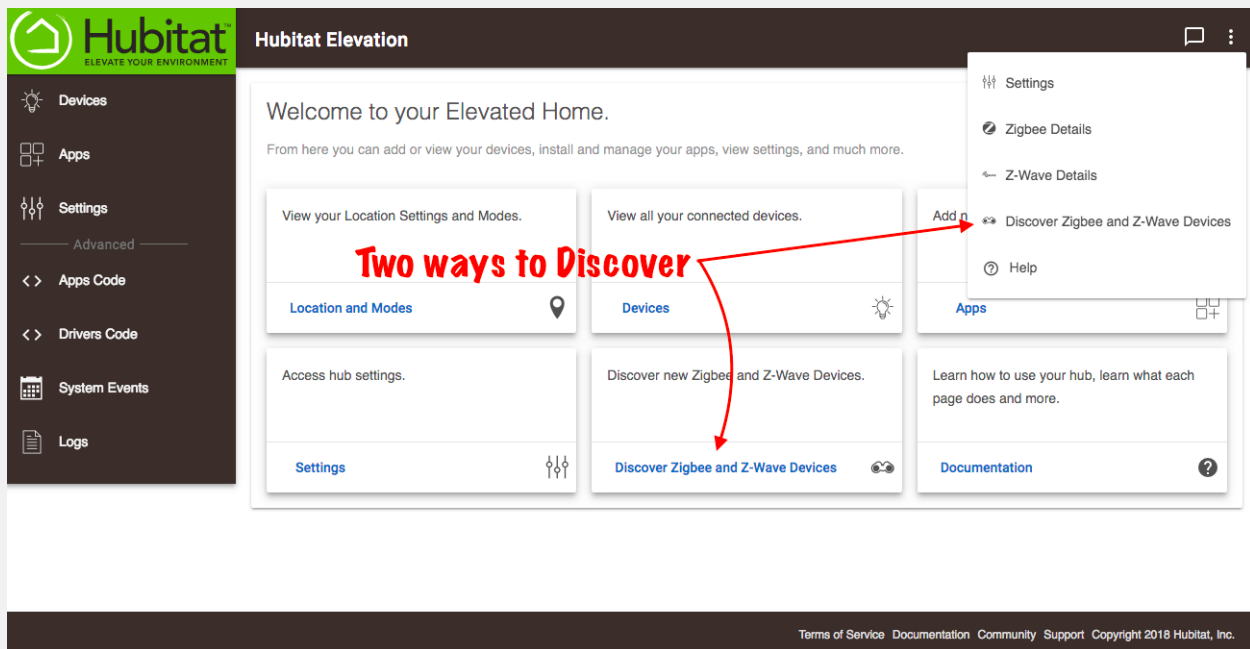 Hubitat™
ELEVATE YOUR ENVIRONMENT
Hubitat Elevation
Devices
Apps
Settings
Advanced
Apps Code
Drivers Code
System Events
Logs
Settings
Zigbee Details
Z-Wave Details
Discover Zigbee and Z-Wave Devices
Help
Welcome to your Elevated Home.
From here you can add or view your devices, install and manage your apps, view settings, and much more.
View your Location Settings and Modes.
Location and Modes
View all your connected devices.
Devices
Add
Apps
Two ways to Discover
Access hub settings.
Settings
Discover new Zigbee and Z-Wave Devices.
Discover Zigbee and Z-Wave Devices
Learn how to use your hub, learn what each
page does and more.
Documentation
Terms of Service Documentation Community Support Copyright 2018 Hubitat, Inc.